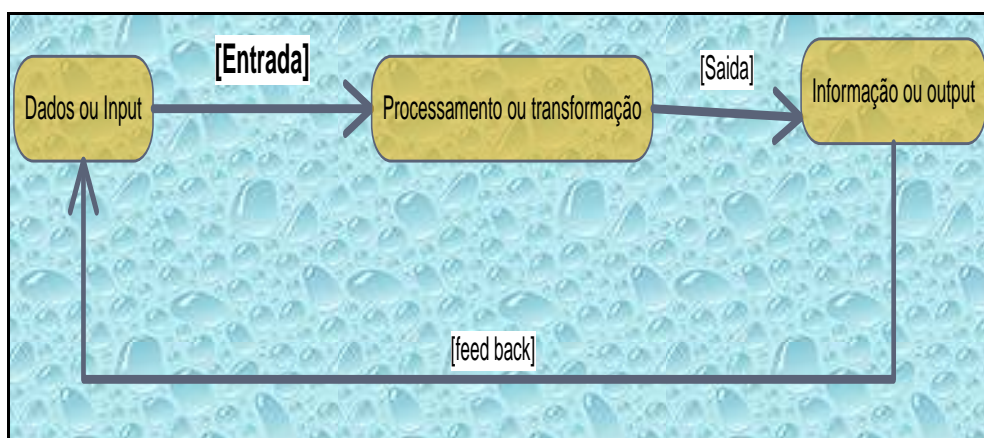 Dados ou Input
[Entrada]
Processamento ou transformação
[Saida]
Informação ou output
[feed back]